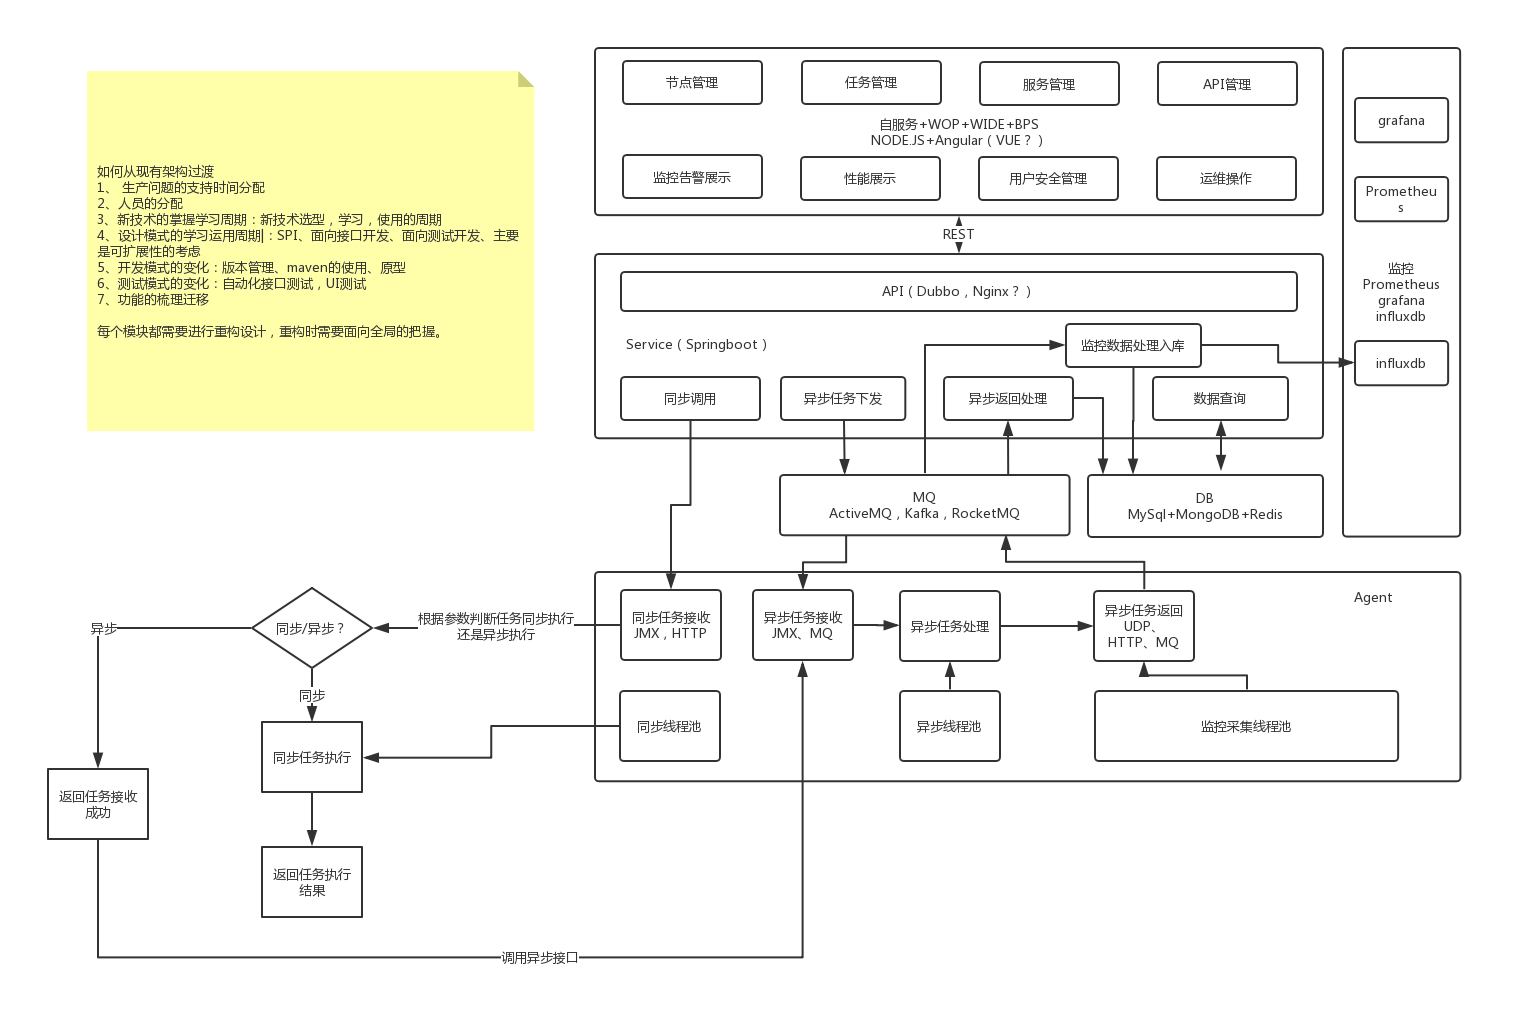 如何从现有架构过渡
1、 生产问题的支持时间分配
2、人员的分配
3、新技术的掌握学习周期：新技术选型，学习，使用的周期
4、设计模式的学习运用周期|：SPI、面向接口开发、面向测试开发、主要
是可扩展性的考虑
5、开发模式的变化：版本管理、maven的使用、原型
6、测试模式的变化：自动化接口测试，UI测试
7、功能的梳理迁移
每个模块都需要进行重构设计，重构时需要面向全局的把握。
节点管理
任务管理
服务管理
API管理
自服务+WOP+WIDE+BPS
NODE.JS+Angular（VUE？）
监控告警展示
性能展示
用户安全管理
运维操作
REST
API（Dubbo，Nginx？）
Service（Springboot）
监控数据处理入库
同步调用
异步任务下发
异步返回处理
数据查询
grafana
Prometheu
s
监控
Prometheus
grafana
influxdb
influxdb
MQ
ActiveMQ，Kafka，RocketMQ
DB
MySql+MongoDB+Redis
Agent
同步任务接收
JMX，HTTP
异步任务接收
JMX、MQ
异步任务处理
异步任务返回
UDP、
HTTP、MQ
同步线程池
异步线程池
监控采集线程池
根据参数判断任务同步执行
还是异步执行
同步/异步？
异步
同步
同步任务执行
返回任务接收
成功
返回任务执行
结果
调用异步接口